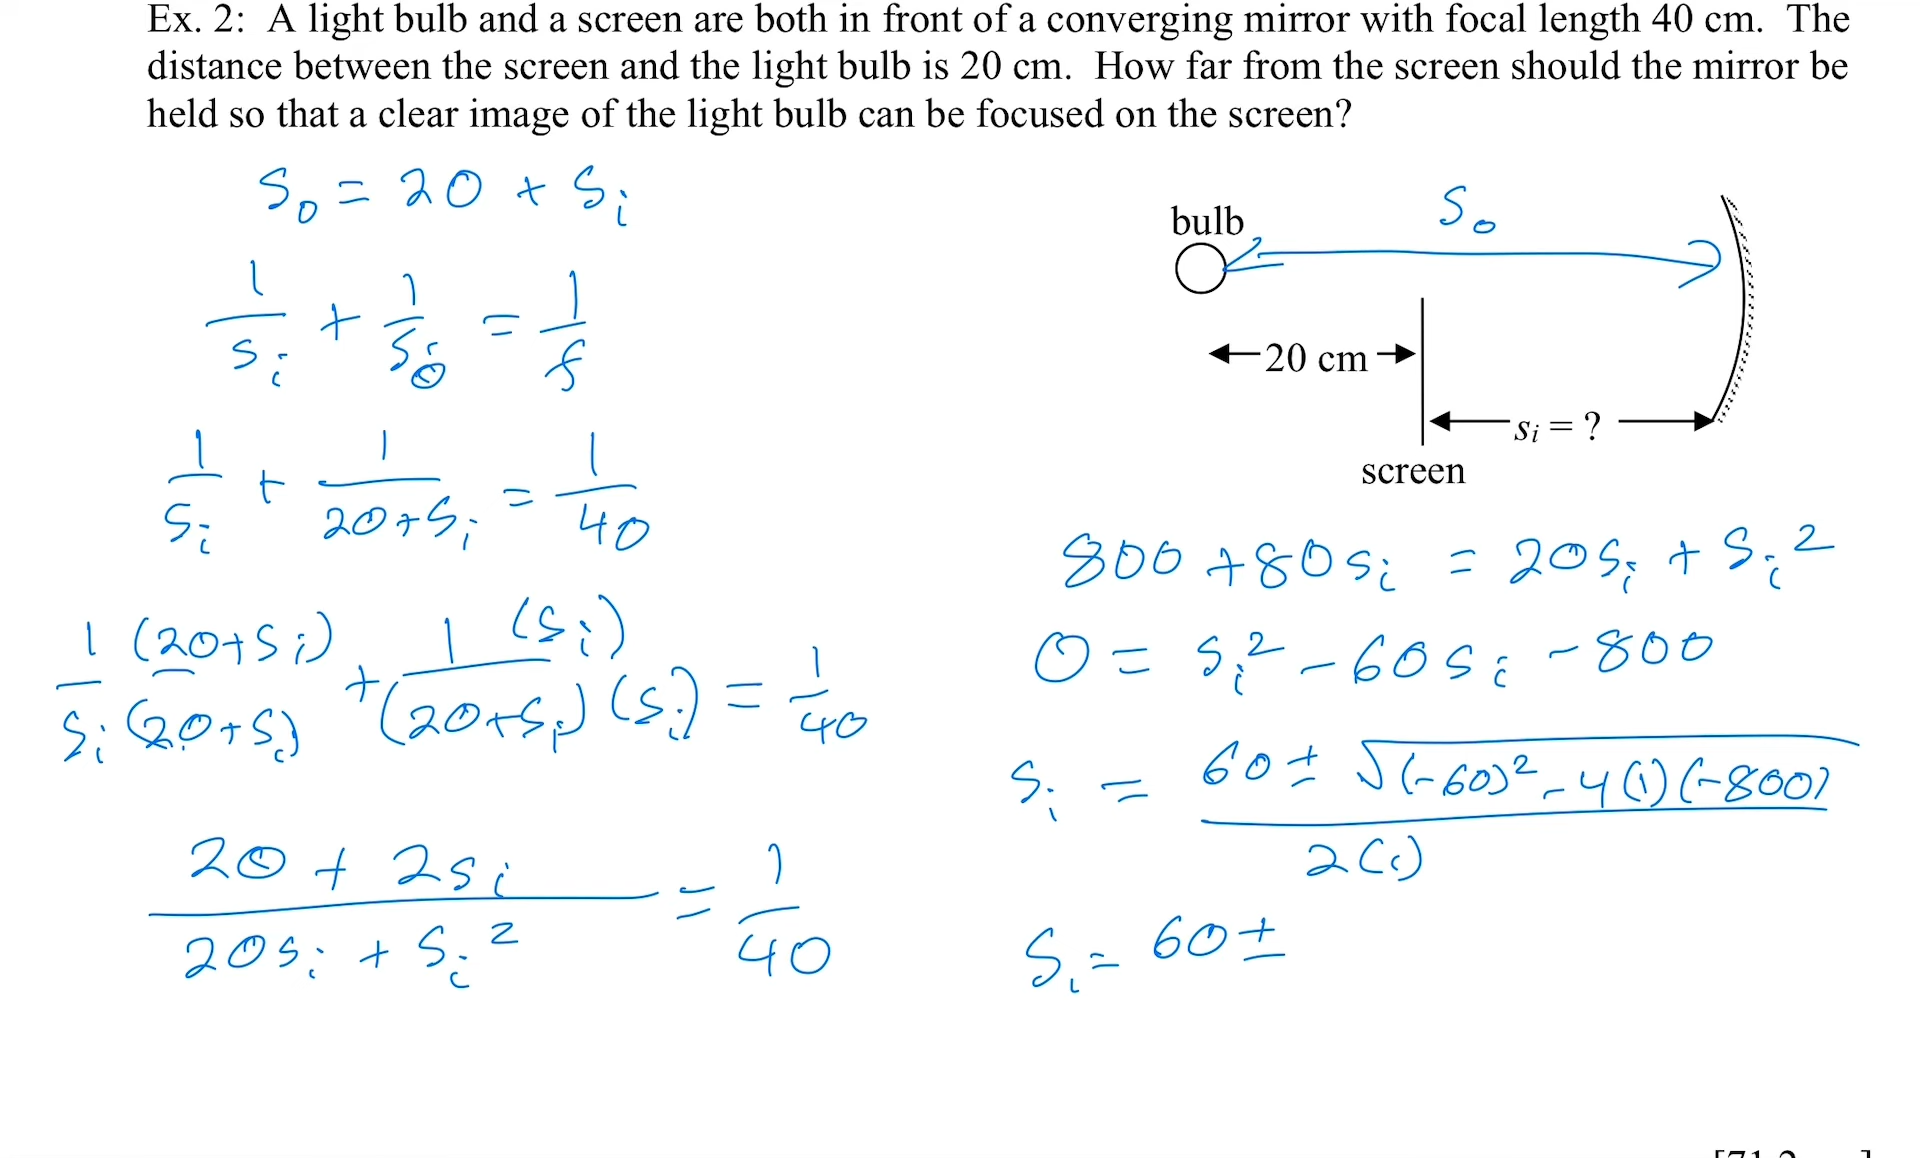 Ex. 2: A light bulb and a screen are both in front of a converging mirror with focal length 40 cm. The
distance between the screen and the light bulb is 20 cm. How far from the screen should the mirror be
held so that a clear image of the light bulb can be focused on the screen?
S₀ = 20 + Sᵢ
1/Sᵢ + 1/S₀ = 1/f
1/Sᵢ + 1/(20+Sᵢ) = 1/40
1 (20+Sᵢ)/Sᵢ (20+Sᵢ) + 1 (Sᵢ)/(20+Sᵢ) (Sᵢ) = 1/40
20 + 2Sᵢ/20Sᵢ + Sᵢ² = 1/40
S₀
bulb
20 cm
sᵢ = ?
screen
800 + 80Sᵢ = 20Sᵢ + Sᵢ²
0 = Sᵢ² - 60Sᵢ - 800
Sᵢ = 60 ± √(-60)² - 4(1)(-800)/2(1)
Sᵢ = 60 ±